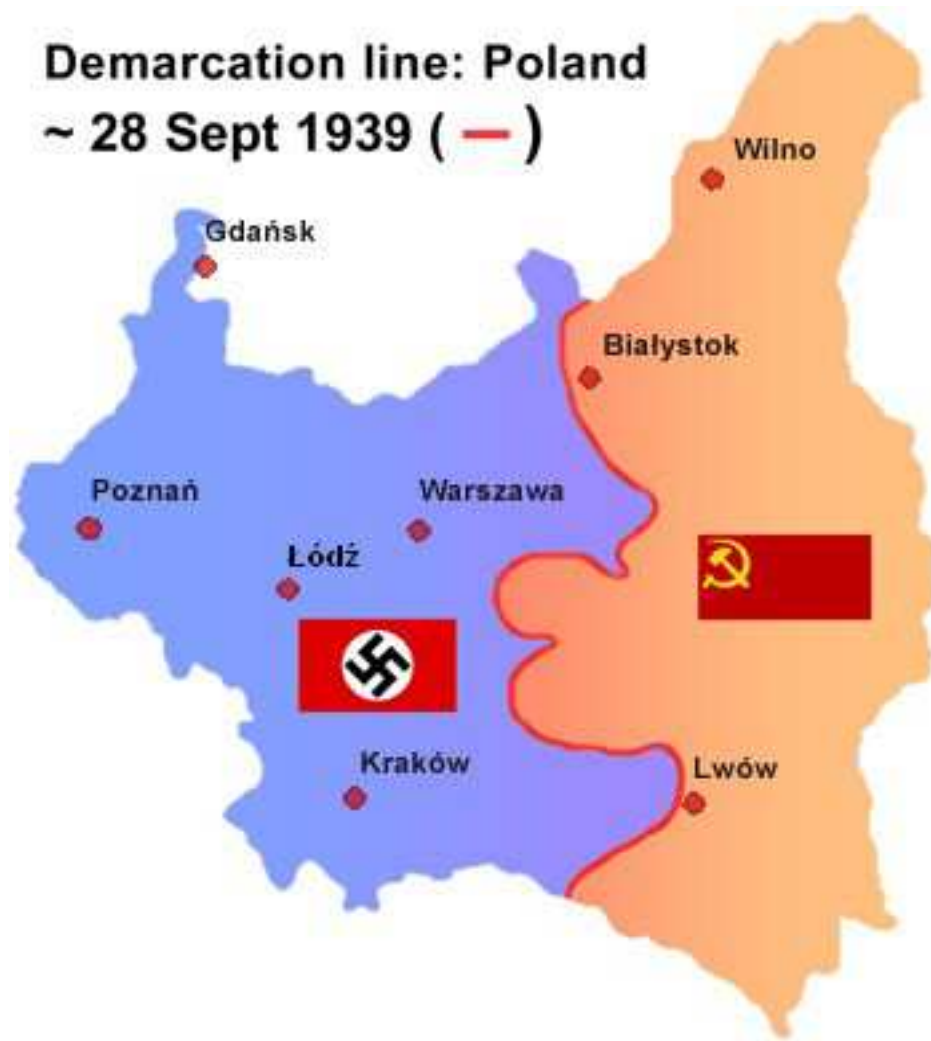 Demarcation line: Poland
~ 28 Sept 1939 ( — )
Wilno
Gdańsk
Białystok
Poznań
Warszawa
Łódź
Kraków
Lwów